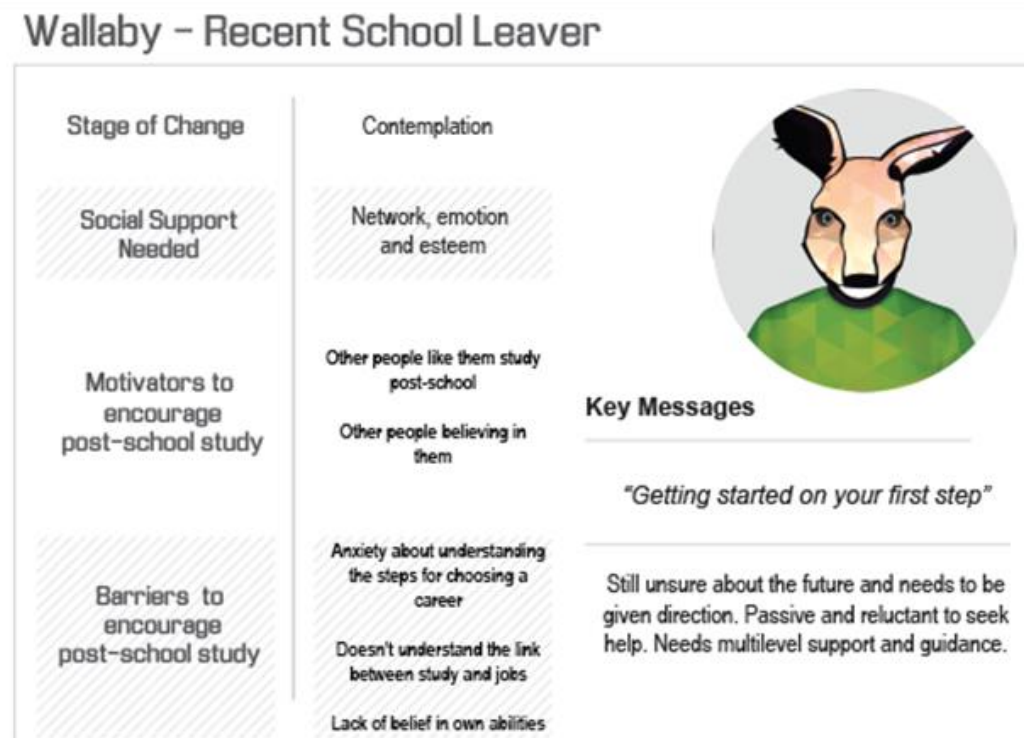 Wallaby – Recent School Leaver
Stage of Change
Contemplation
Social Support
Needed
Network, emotion
and esteem
Motivators to
encourage
post-school study
Other people like them study
post-school
Other people believing in
them
Barriers to
encourage
post-school study
Anxiety about understanding
the steps for choosing a
career
Doesn't understand the link
between study and jobs
Lack of belief in own abilities
Key Messages
“Getting started on your first step”
Still unsure about the future and needs to be
given direction. Passive and reluctant to seek
help. Needs multilevel support and guidance.